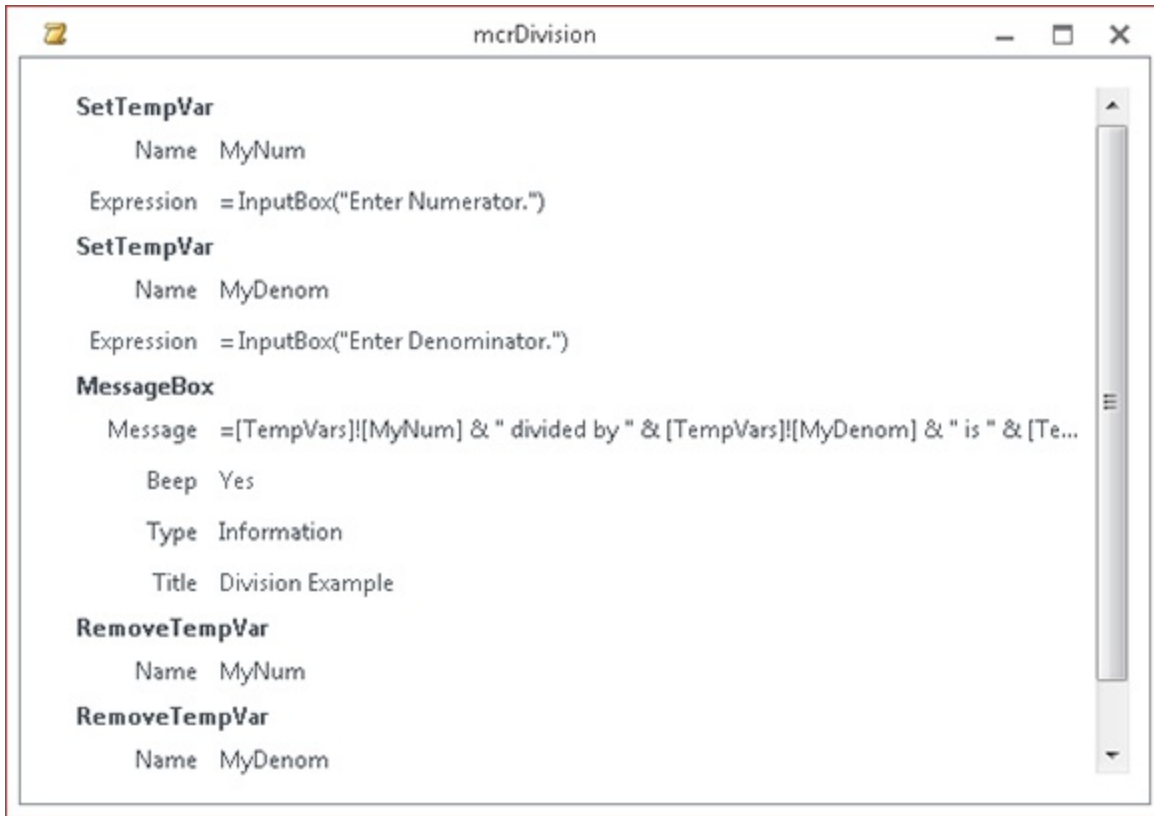 mcrDivision
SetTempVar
Name MyNum
Expression =InputBox("Enter Numerator.")
SetTempVar
Name MyDenom
Expression =InputBox("Enter Denominator.")
MessageBox
Message =[TempVars]![MyNum] & " divided by " & [TempVars]![MyDenom] & " is " & [Te...
Beep Yes
Type Information
Title Division Example
RemoveTempVar
Name MyNum
RemoveTempVar
Name MyDenom